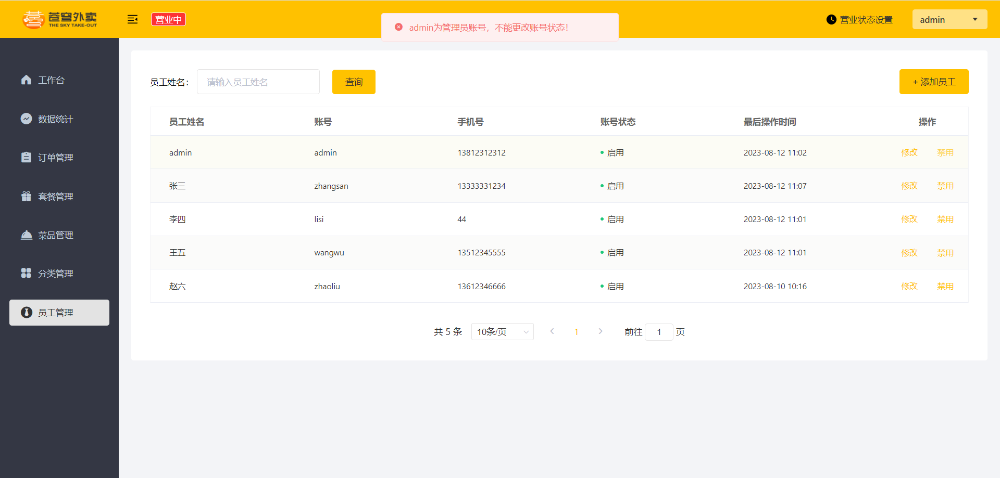 苍穹外卖
THE SKY TAKE-OUT
营业中
admin为管理员账号，不能更改账号状态！
营业状态设置
admin
工作台
数据统计
订单管理
套餐管理
菜品管理
分类管理
员工管理
员工姓名：
请输入员工姓名
查询
+ 添加员工
员工姓名 账号 手机号 账号状态 最后操作时间 操作
admin admin 13812312312 启用 2023-08-12 11:02 修改 禁用
张三 zhangsan 13333331234 启用 2023-08-12 11:07 修改 禁用
李四 lisi 44 启用 2023-08-12 11:01 修改 禁用
王五 wangwu 13512345555 启用 2023-08-12 11:01 修改 禁用
赵六 zhaoliu 13612346666 启用 2023-08-10 10:16 修改 禁用
共 5 条 10条/页 1 前往 1 页